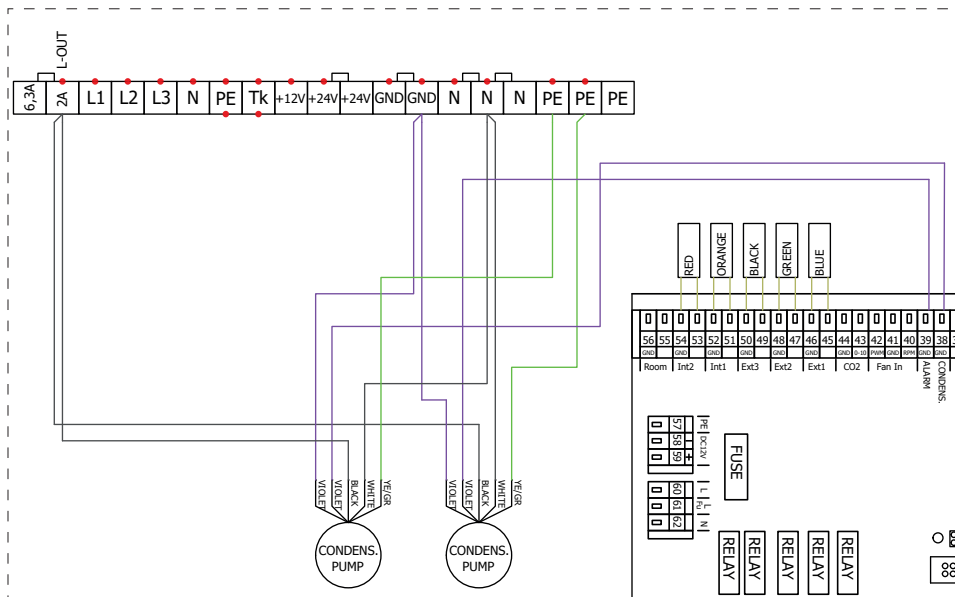 L-OUT
6,3A 2A L1 L2 L3 N PE Tk +12V +24V +24V GND GND N N N PE PE PE
RED ORANGE BLACK GREEN BLUE
56 55 54 53 52 51 50 49 48 47 46 45 44 43 42 41 40 39 38
GND GND GND GND GND GND GND 0-10 PWM GND RPM GND GND
Room Int2 Int1 Ext3 Ext2 Ext1 CO2 Fan In ALARM CONDENS.
57 PE
58 DC12V
59 +
FUSE
60 L
61 L Fu
62 N
VIOLET VIOLET BLACK WHITE YE/GR
VIOLET VIOLET BLACK WHITE YE/GR
CONDENS.
PUMP
CONDENS.
PUMP
RELAY RELAY RELAY RELAY RELAY